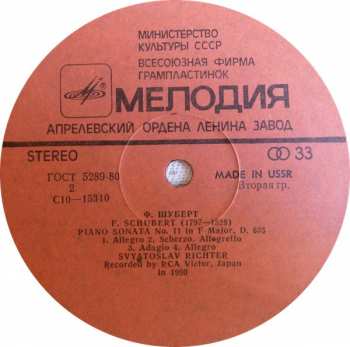 МИНИСТЕРСТВО
КУЛЬТУРЫ СССР
ВСЕСОЮЗНАЯ ФИРМА
ГРАМПЛАСТИНОК
МЕЛОДИЯ
АПРЕЛЕВСКИЙ ОРДЕНА ЛЕНИНА ЗАВОД
STEREO 33
ГОСТ 5289-80 MADE IN USSR
2 Вторая гр.
С10—15310
Ф. ШУБЕРТ
F. SCHUBERT (1797—1828)
PIANO SONATA No. 11 in F Major, D. 625
1. Allegro 2. Scherzo. Allegretto
3. Adagio 4. Allegro
SVYATOSLAV RICHTER
Recorded by RCA Victor, Japan
in 1980